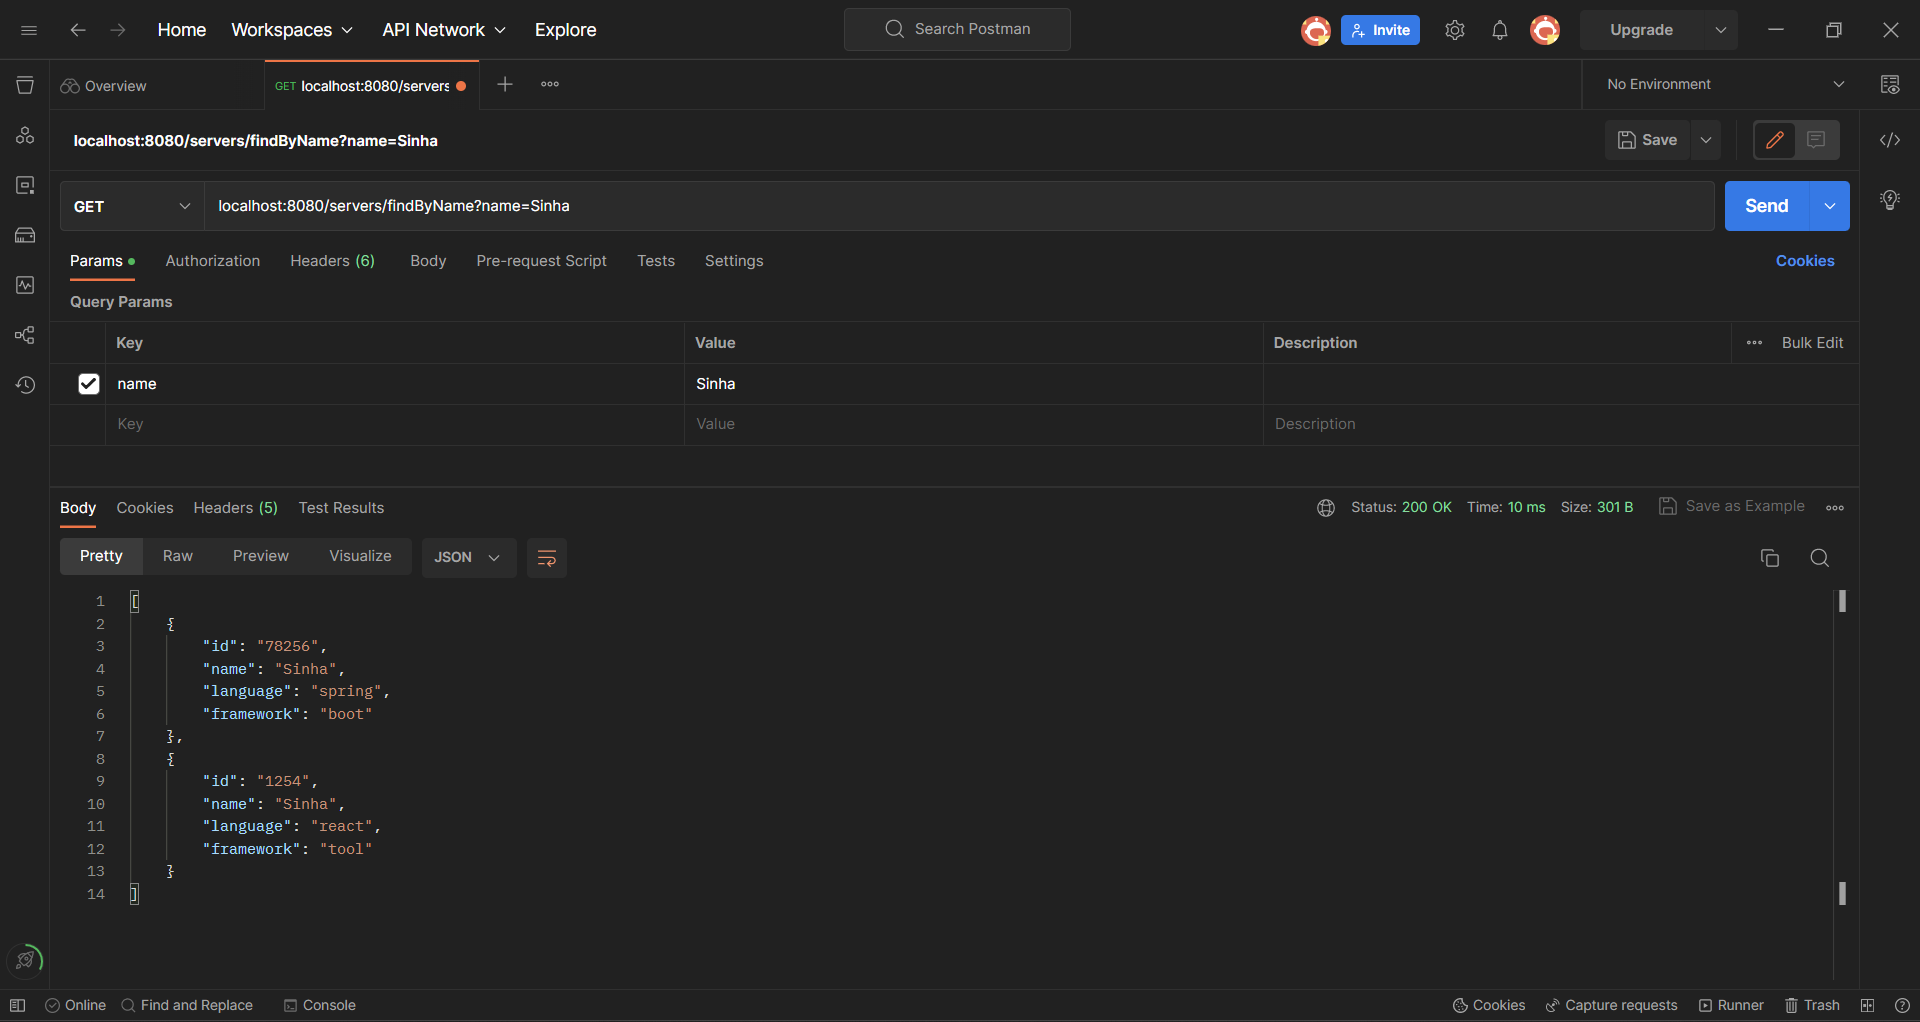 Home Workspaces API Network Explore Search Postman Invite Upgrade
Overview GET localhost:8080/servers No Environment
localhost:8080/servers/findByName?name=Sinha Save
GET localhost:8080/servers/findByName?name=Sinha Send
Params Authorization Headers (6) Body Pre-request Script Tests Settings Cookies
Query Params
Key Value Description Bulk Edit
name Sinha
Key Value Description
Body Cookies Headers (5) Test Results Status: 200 OK Time: 10 ms Size: 301 B Save as Example
Pretty Raw Preview Visualize JSON
1 [
2 {
3 "id": "78256",
4 "name": "Sinha",
5 "language": "spring",
6 "framework": "boot"
7 },
8 {
9 "id": "1254",
10 "name": "Sinha",
11 "language": "react",
12 "framework": "tool"
13 }
14 ]
Online Find and Replace Console Cookies Capture requests Runner Trash